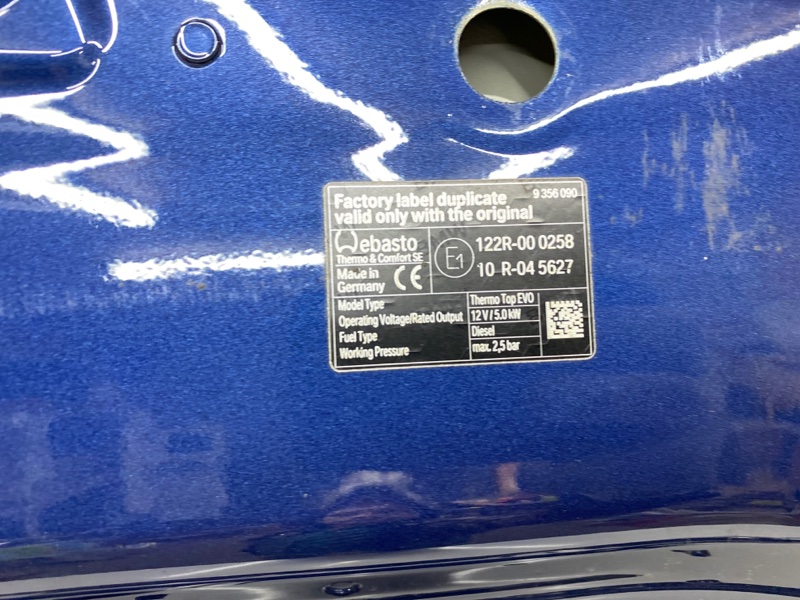 Factory label duplicate 9 356 090
valid only with the original
Webasto
Thermo & Comfort SE
Made in
Germany CE
E1
122R-00 0258
10 R-04 5627
Model Type Thermo Top EVO
Operating Voltage/Rated Output 12 V / 5.0 kW
Fuel Type Diesel
Working Pressure max. 2,5 bar